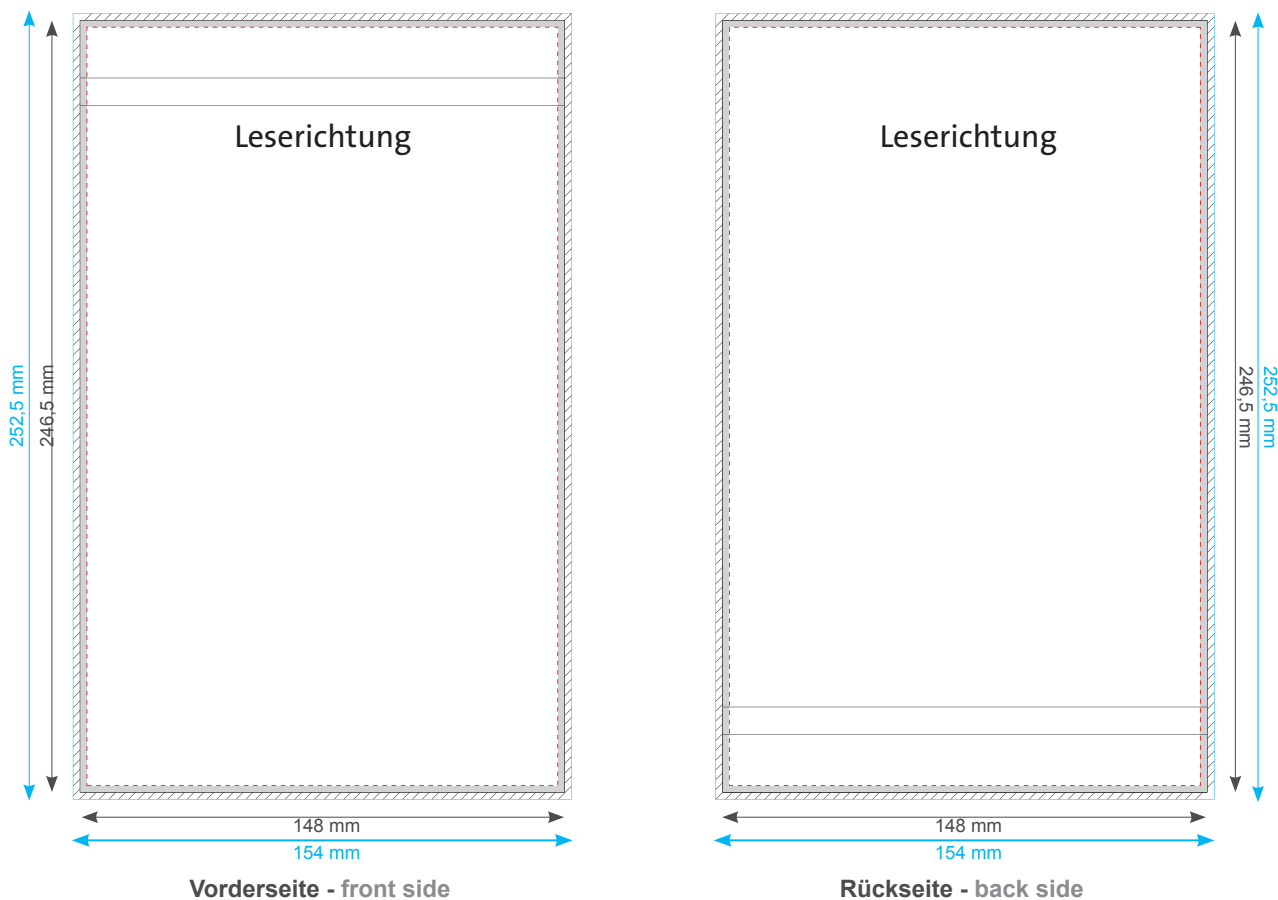 Leserichtung
252,5 mm
246,5 mm
148 mm
154 mm
Vorderseite - front side
Leserichtung
246,5 mm
252,5 mm
148 mm
154 mm
Rückseite - back side